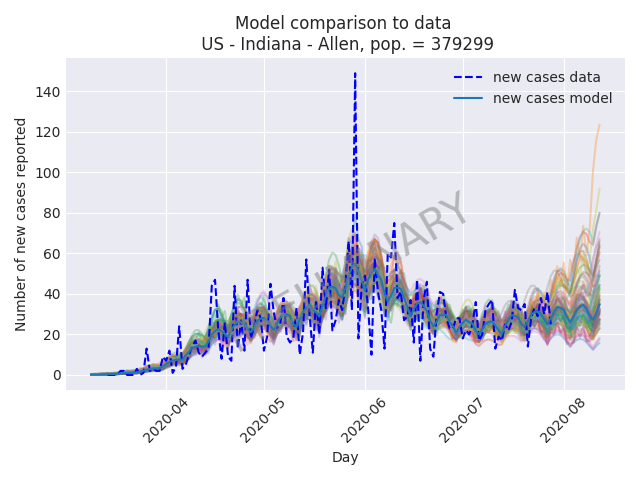 Model comparison to data
US - Indiana - Allen, pop. = 379299
new cases data
new cases model
Number of new cases reported
140
120
100
80
60
40
20
0
2020-04
2020-05
2020-06
2020-07
2020-08
Day